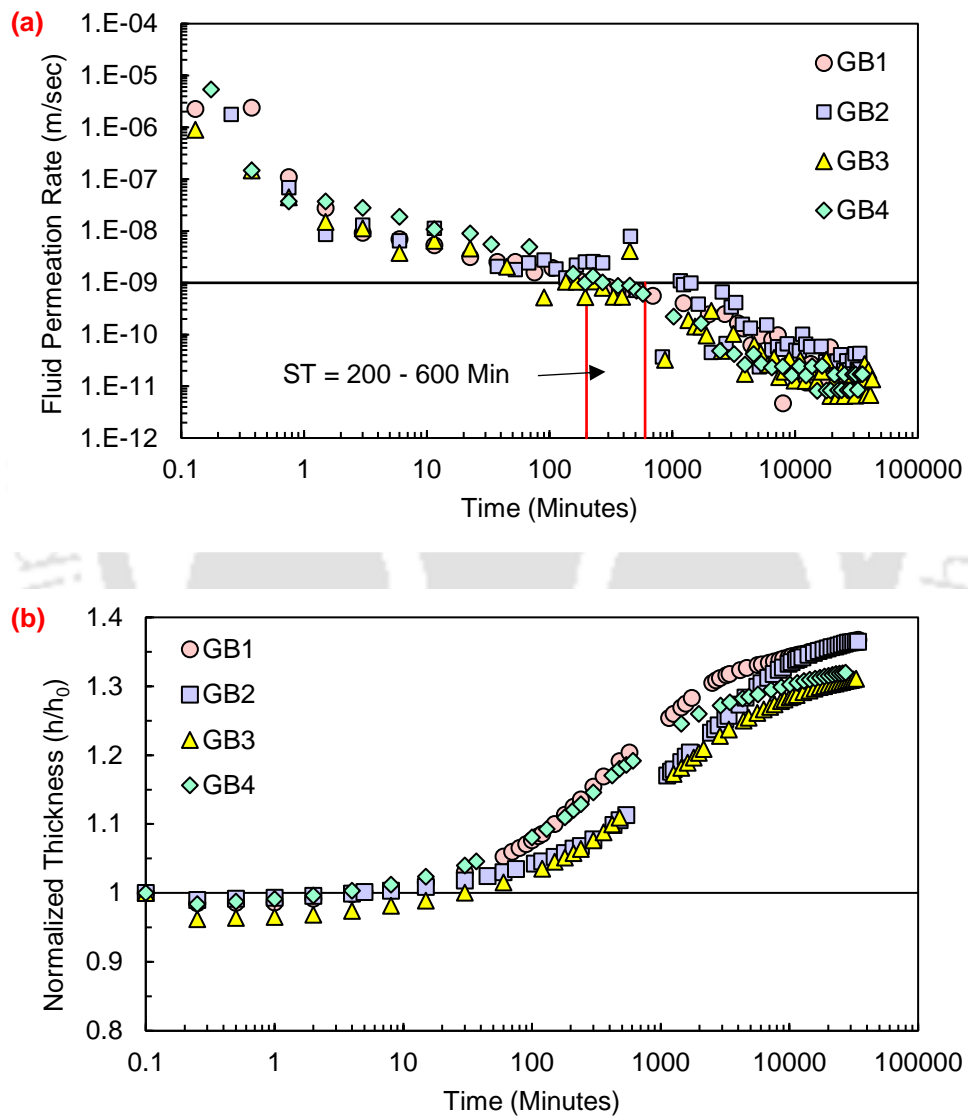 (a)
Fluid Permeation Rate (m/sec)
1.E-04
1.E-05
1.E-06
1.E-07
1.E-08
1.E-09
1.E-10
1.E-11
1.E-12
GB1
GB2
GB3
GB4
ST = 200 - 600 Min
0.1 1 10 100 1000 10000 100000
Time (Minutes)
(b)
Normalized Thickness (h/h₀)
1.4
1.3
1.2
1.1
1
0.9
0.8
GB1
GB2
GB3
GB4
0.1 1 10 100 1000 10000 100000
Time (Minutes)